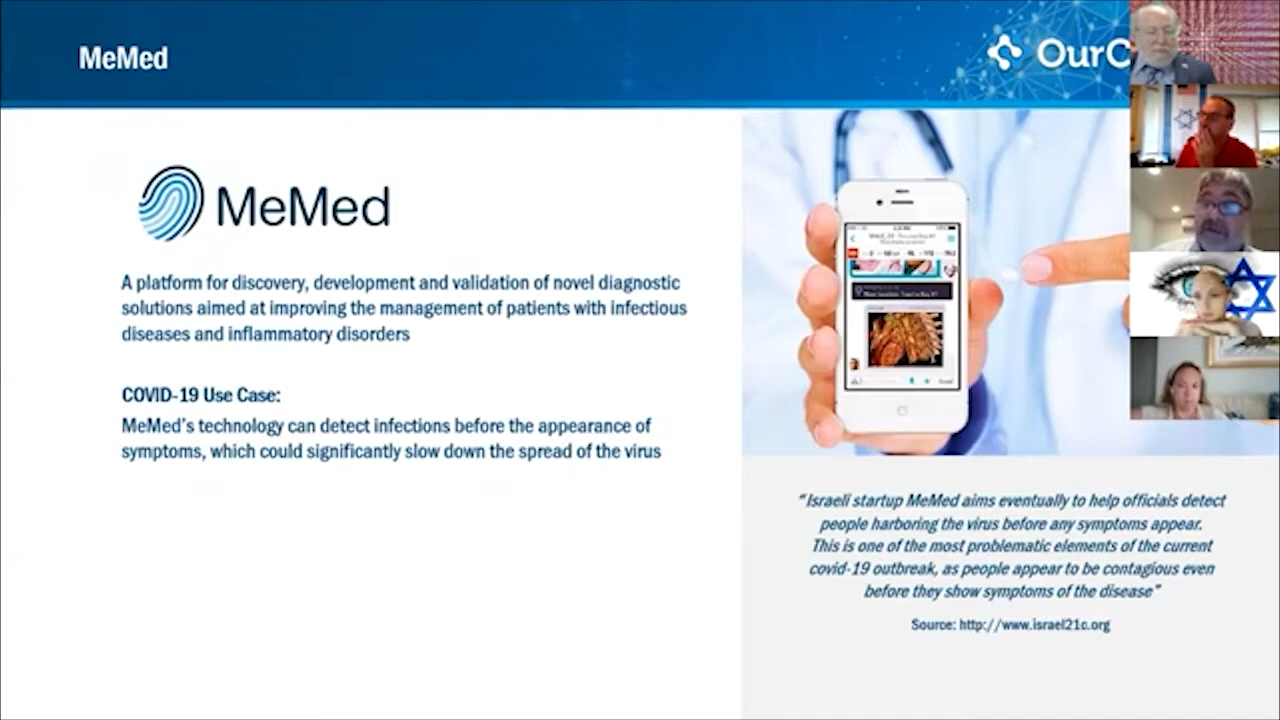 MeMed
OurC
MeMed
A platform for discovery, development and validation of novel diagnostic
solutions aimed at improving the management of patients with infectious
diseases and inflammatory disorders
COVID-19 Use Case:
MeMed's technology can detect infections before the appearance of
symptoms, which could significantly slow down the spread of the virus
"Israeli startup MeMed aims eventually to help officials detect
people harboring the virus before any symptoms appear.
This is one of the most problematic elements of the current
covid-19 outbreak, as people appear to be contagious even
before they show symptoms of the disease"
Source: http://www.israel21c.org